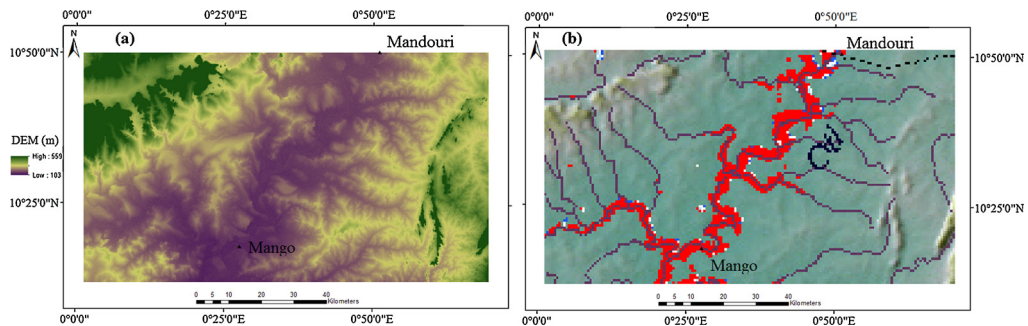 0°0'0" 0°25'0"E 0°50'0"E
N
(a)
Mandouri
10°50'0"N
DEM (m)
High : 559
Low : 103
10°25'0"N
Mango
0 5 10 20 30 40
Kilometers
0°0'0" 0°25'0"E 0°50'0"E
0°0'0" 0°25'0"E 0°50'0"E
N
(b)
Mandouri
10°50'0"N
10°25'0"N
Mango
0 5 10 20 30 40
Kilometers
0°0'0" 0°25'0"E 0°50'0"E